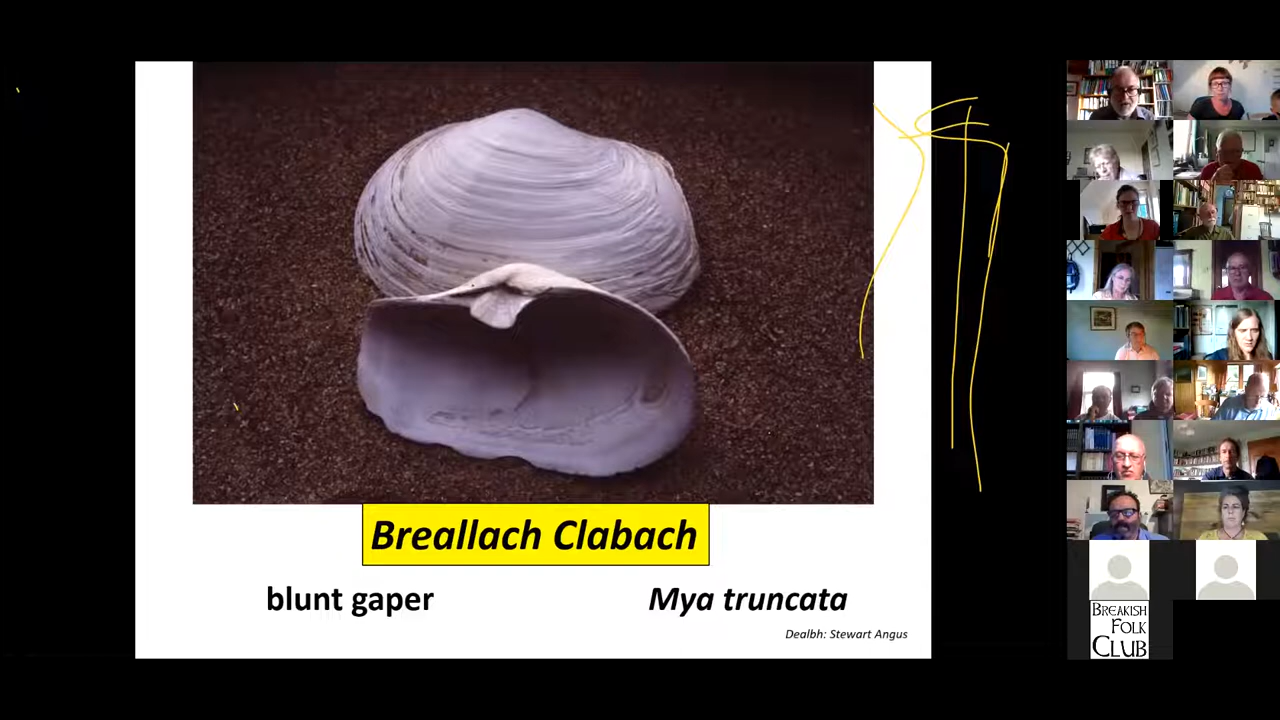 Breallach Clabach
blunt gaper
Mya truncata
Dealbh: Stewart Angus
BREAKISH
FOLK
CLUB